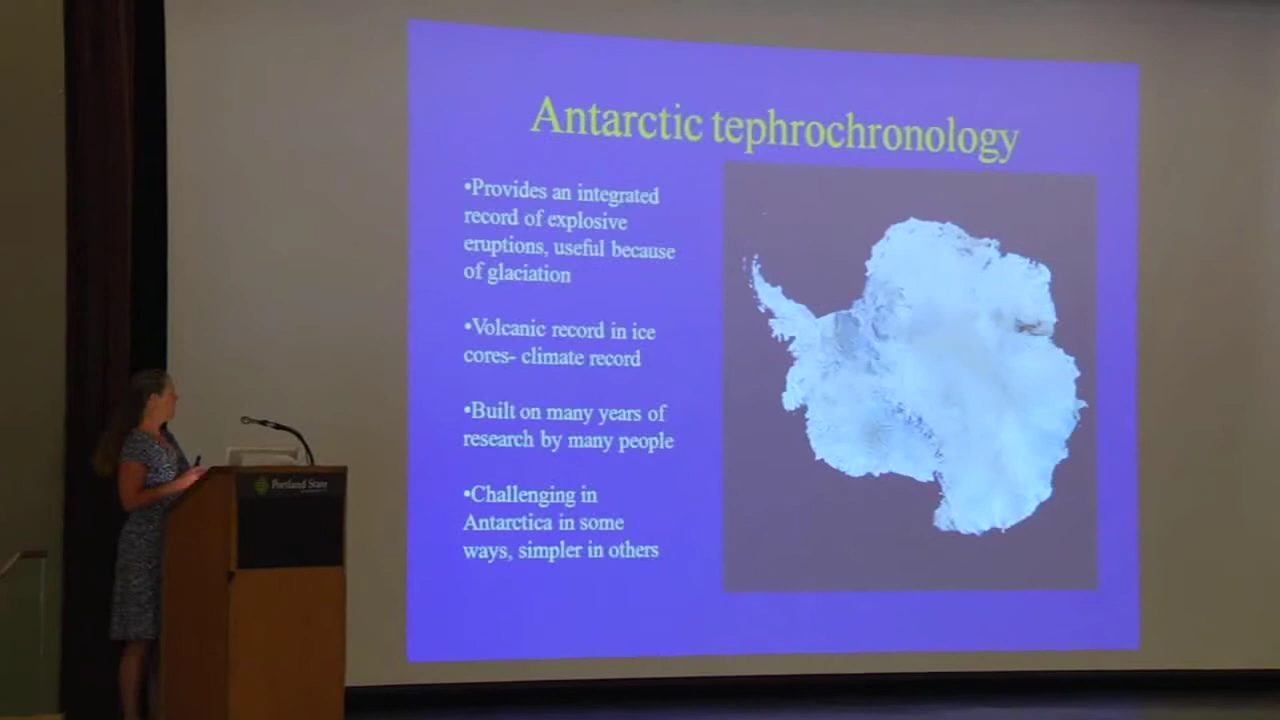 Antarctic tephrochronology
•Provides an integrated
record of explosive
eruptions, useful because
of glaciation
•Volcanic record in ice
cores- climate record
•Built on many years of
research by many people
•Challenging in
Antarctica in some
ways, simpler in others
Portland State